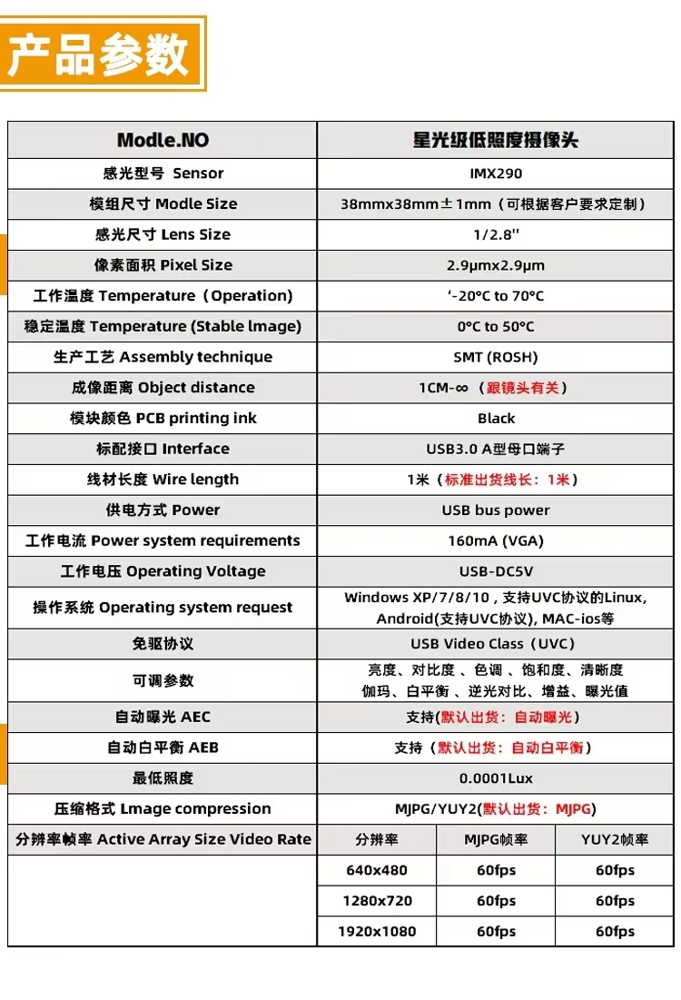 产品参数
Modle.NO 星光级低照度摄像头
感光型号 Sensor IMX290
模组尺寸 Modle Size 38mmx38mm±1mm（可根据客户要求定制）
感光尺寸 Lens Size 1/2.8''
像素面积 Pixel Size 2.9μmx2.9μm
工作温度 Temperature（Operation) ‘-20°C to 70°C
稳定温度 Temperature (Stable lmage) 0°C to 50°C
生产工艺 Assembly technique SMT (ROSH)
成像距离 Object distance 1CM-∞（跟镜头有关）
模块颜色 PCB printing ink Black
标配接口 Interface USB3.0 A型母口端子
线材长度 Wire length 1米（标准出货线长：1米）
供电方式 Power USB bus power
工作电流 Power system requirements 160mA (VGA)
工作电压 Operating Voltage USB-DC5V
操作系统 Operating system request Windows XP/7/8/10 , 支持UVC协议的Linux,
Android(支持UVC协议), MAC-ios等
免驱协议 USB Video Class（UVC）
可调参数 亮度、对比度 、色调 、饱和度、清晰度
伽玛、白平衡 、逆光对比、增益、曝光值
自动曝光 AEC 支持(默认出货：自动曝光）
自动白平衡 AEB 支持（默认出货：自动白平衡）
最低照度 0.0001Lux
压缩格式 Lmage compression MJPG/YUY2(默认出货：MJPG)
分辨率帧率 Active Array Size Video Rate 分辨率 MJPG帧率 YUY2帧率
640x480 60fps 60fps
1280x720 60fps 60fps
1920x1080 60fps 60fps